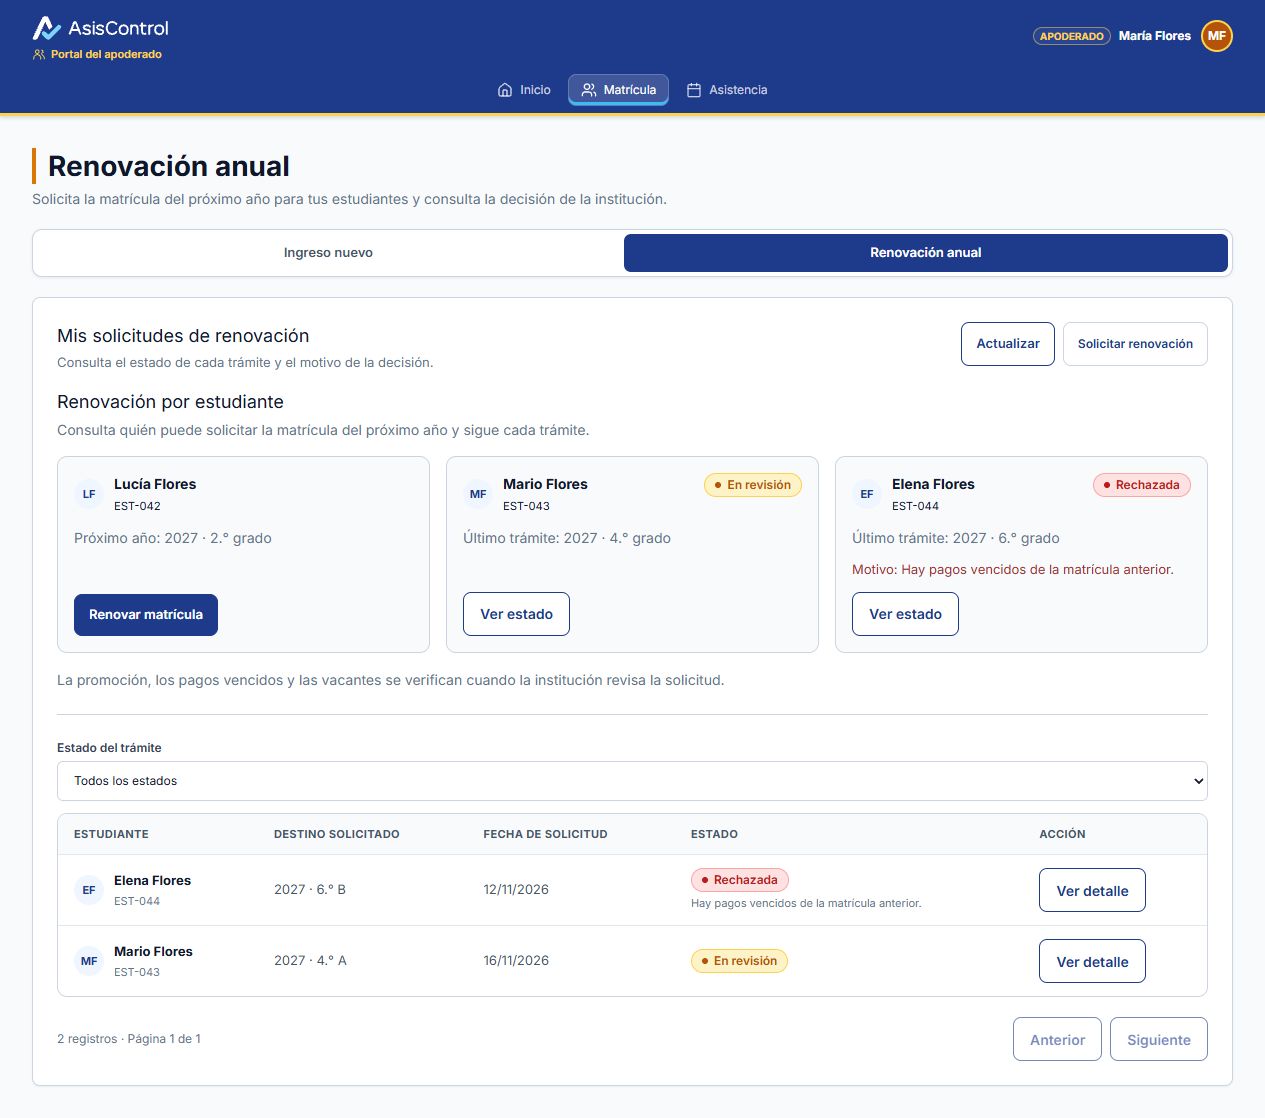 AsisControl
Portal del apoderado
APODERADO María Flores MF
Inicio Matrícula Asistencia
Renovación anual
Solicita la matrícula del próximo año para tus estudiantes y consulta la decisión de la institución.
Ingreso nuevo Renovación anual
Mis solicitudes de renovación
Consulta el estado de cada trámite y el motivo de la decisión.
Actualizar Solicitar renovación
Renovación por estudiante
Consulta quién puede solicitar la matrícula del próximo año y sigue cada trámite.
LF Lucía Flores
EST-042
Próximo año: 2027 · 2.° grado
Renovar matrícula
MF Mario Flores En revisión
EST-043
Último trámite: 2027 · 4.° grado
Ver estado
EF Elena Flores Rechazada
EST-044
Último trámite: 2027 · 6.° grado
Motivo: Hay pagos vencidos de la matrícula anterior.
Ver estado
La promoción, los pagos vencidos y las vacantes se verifican cuando la institución revisa la solicitud.
Estado del trámite
Todos los estados
ESTUDIANTE DESTINO SOLICITADO FECHA DE SOLICITUD ESTADO ACCIÓN
EF Elena Flores 2027 · 6.° B 12/11/2026 Rechazada Ver detalle
EST-044 Hay pagos vencidos de la matrícula anterior.
MF Mario Flores 2027 · 4.° A 16/11/2026 En revisión Ver detalle
EST-043
2 registros · Página 1 de 1 Anterior Siguiente